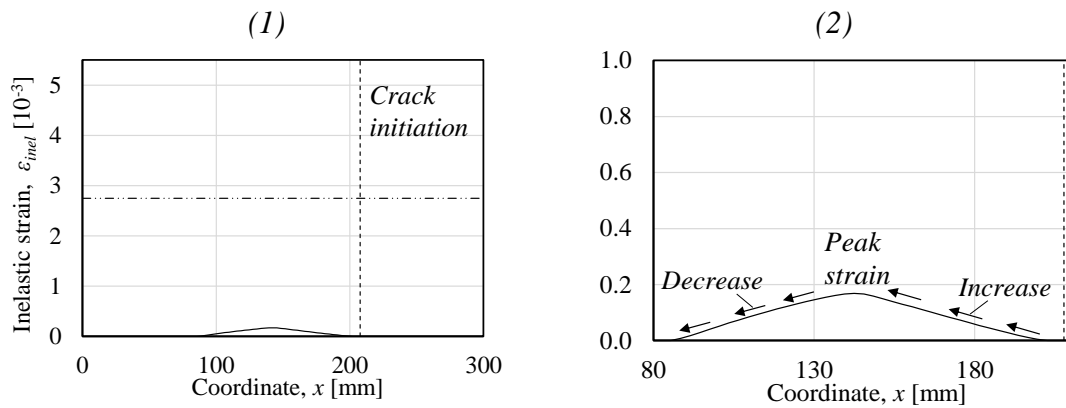 (1)
(2)
Inelastic strain, ε_inel [10^-3]
5
4
3
2
1
0
Crack
initiation
0
100
200
300
Coordinate, x [mm]
1.0
0.8
0.6
0.4
0.2
0.0
Peak
strain
Decrease
Increase
80
130
180
Coordinate, x [mm]